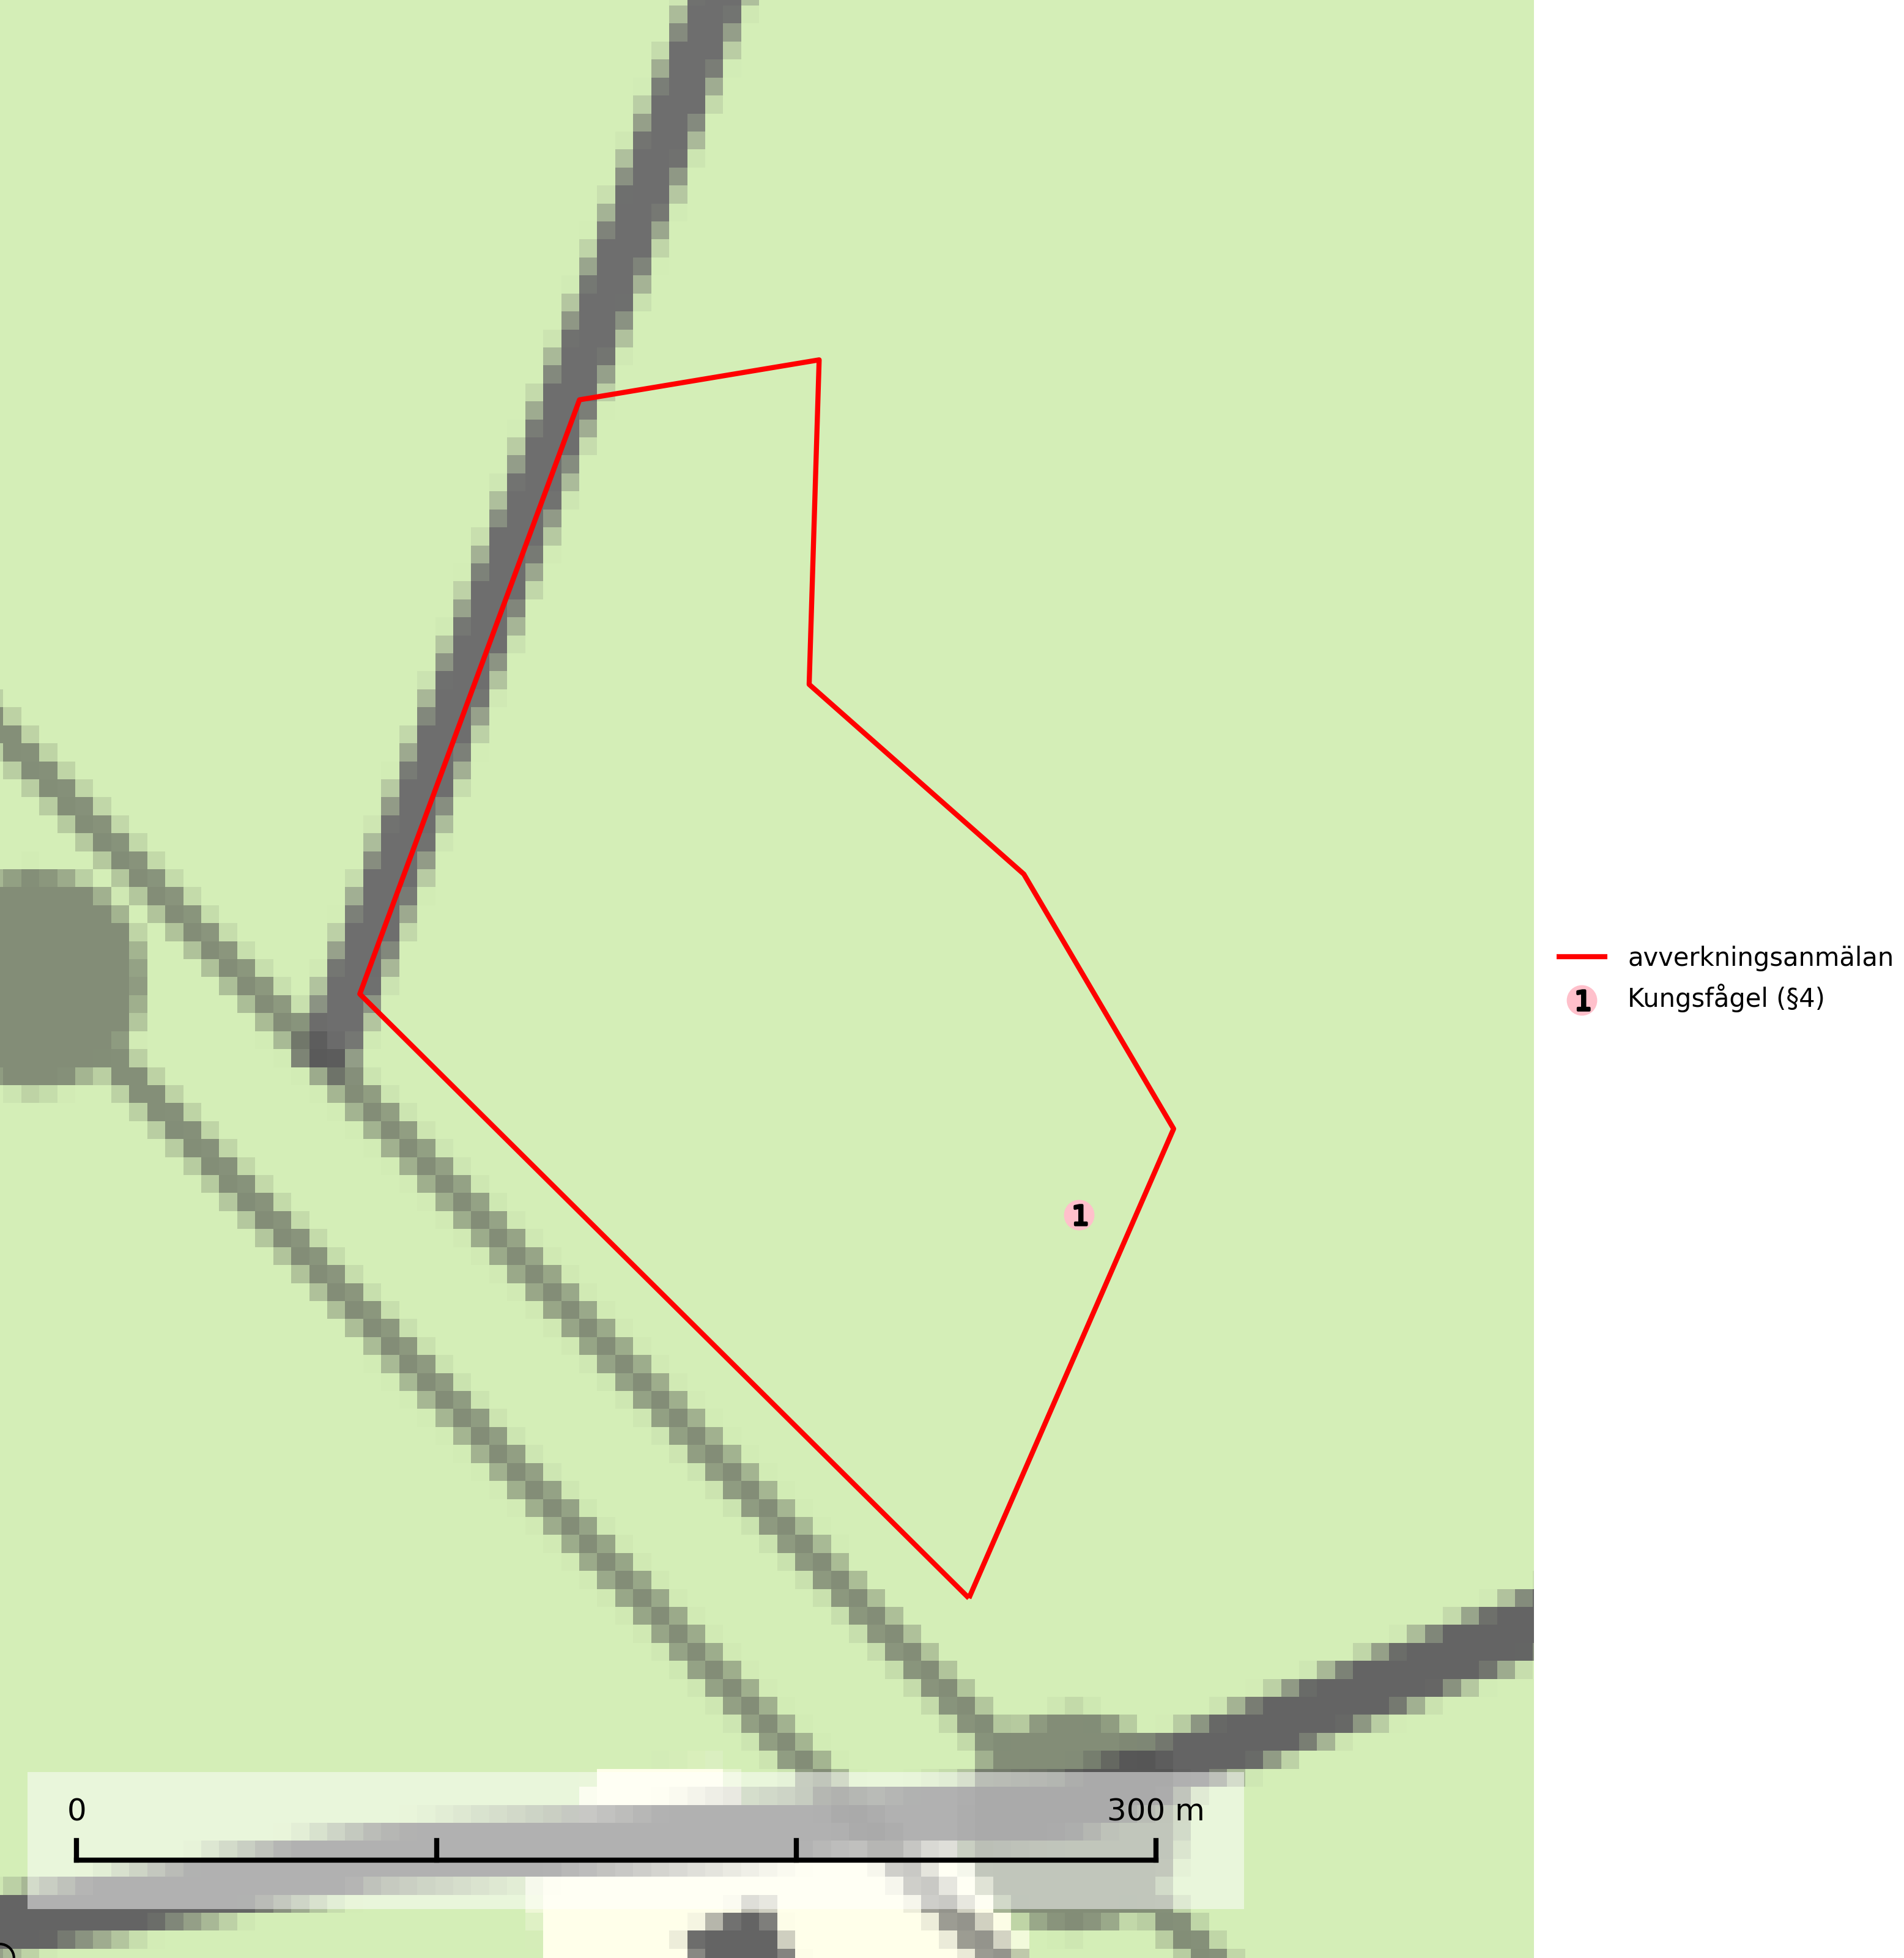 avverkningsanmälan
1 Kungsfågel (§4)
1
0 300 m